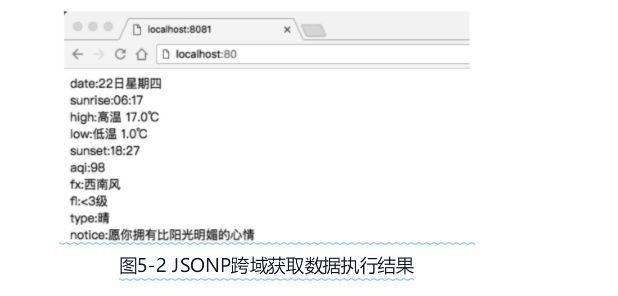 localhost:8081
localhost:80
date:22日星期四
sunrise:06:17
high:高温 17.0℃
low:低温 1.0℃
sunset:18:27
aqi:98
fx:西南风
fl:<3级
type:晴
notice:愿你拥有比阳光明媚的心情
图5-2 JSONP跨域获取数据执行结果